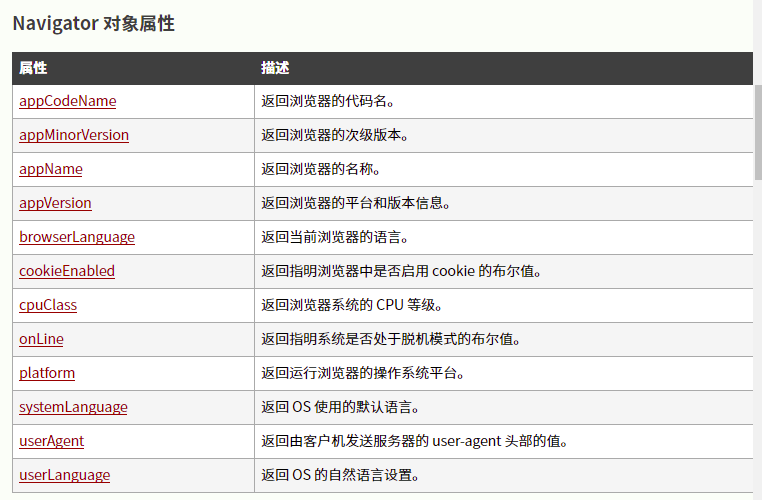 Navigator 对象属性
属性 描述
appCodeName 返回浏览器的代码名。
appMinorVersion 返回浏览器的次级版本。
appName 返回浏览器的名称。
appVersion 返回浏览器的平台和版本信息。
browserLanguage 返回当前浏览器的语言。
cookieEnabled 返回指明浏览器中是否启用 cookie 的布尔值。
cpuClass 返回浏览器系统的 CPU 等级。
onLine 返回指明系统是否处于脱机模式的布尔值。
platform 返回运行浏览器的操作系统平台。
systemLanguage 返回 OS 使用的默认语言。
userAgent 返回由客户机发送服务器的 user-agent 头部的值。
userLanguage 返回 OS 的自然语言设置。